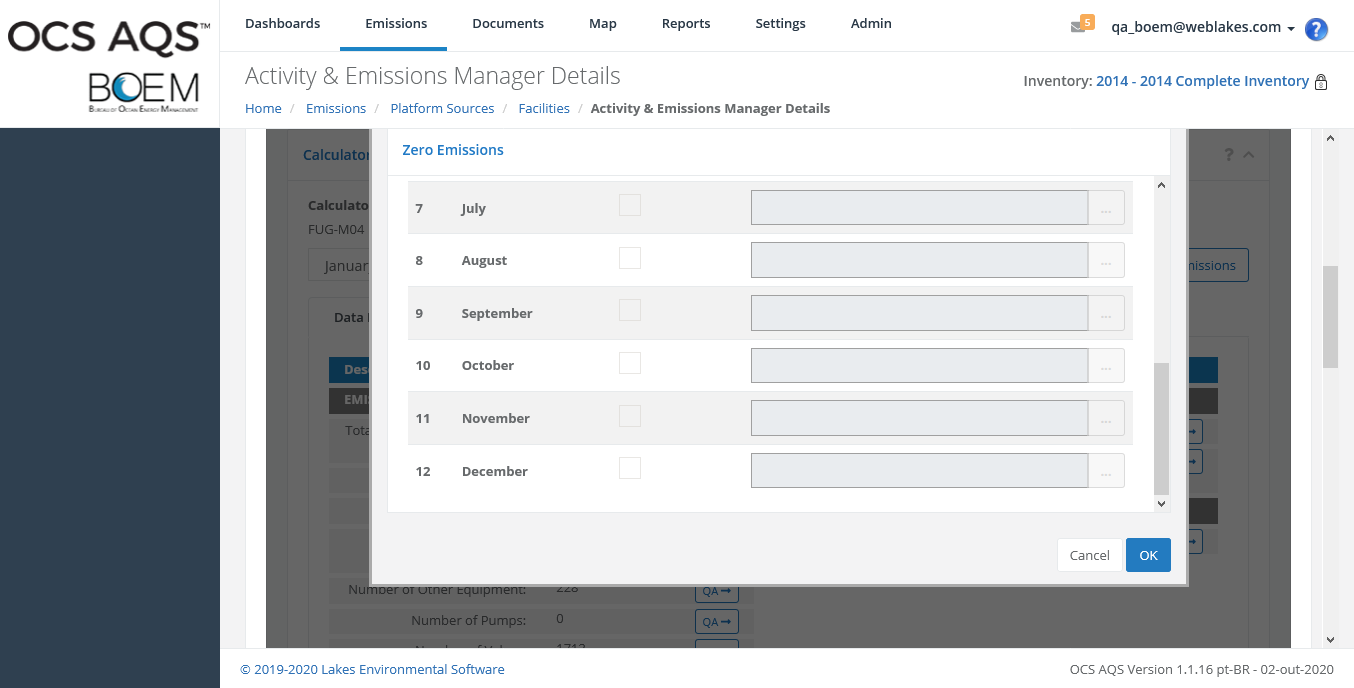 OCS AQS™
BOEM
Bureau of Ocean Energy Management
Dashboards Emissions Documents Map Reports Settings Admin
5 qa_boem@weblakes.com ?
Activity & Emissions Manager Details
Inventory: 2014 - 2014 Complete Inventory
Home / Emissions / Platform Sources / Facilities / Activity & Emissions Manager Details
Calculator
Zero Emissions
?
Calculato
FUG-M04
Januar
missions
Data
Des
EMI
Tota
7 July ...
8 August ...
9 September ...
10 October ...
11 November ...
12 December ...
Cancel OK
Number of Other Equipment: 228 QA
Number of Pumps: 0 QA
© 2019-2020 Lakes Environmental Software
OCS AQS Version 1.1.16 pt-BR - 02-out-2020